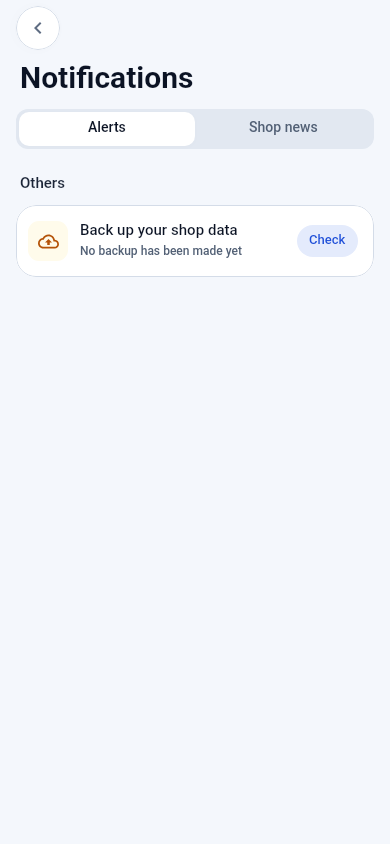 Notifications
Alerts
Shop news
Others
Back up your shop data
No backup has been made yet
Check